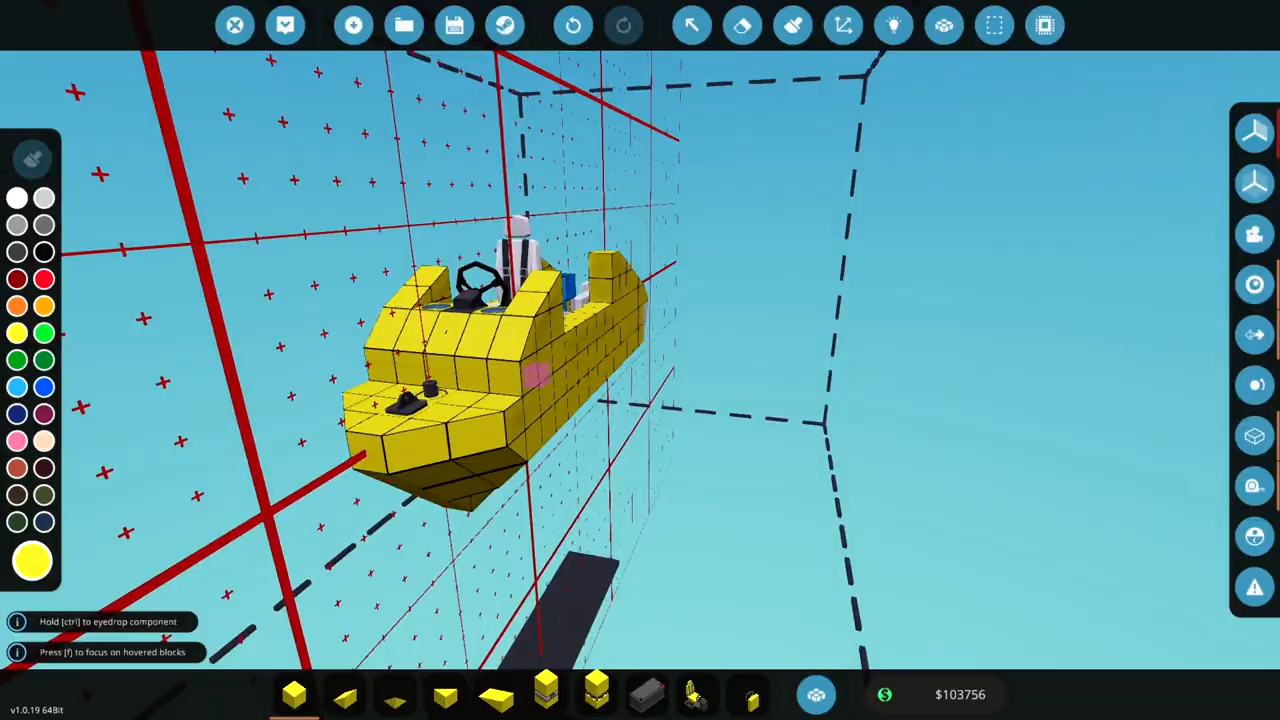 Hold [ctrl] to eyedrop component
Press [f] to focus on hovered blocks
$103756
v1.0.19 64Bit